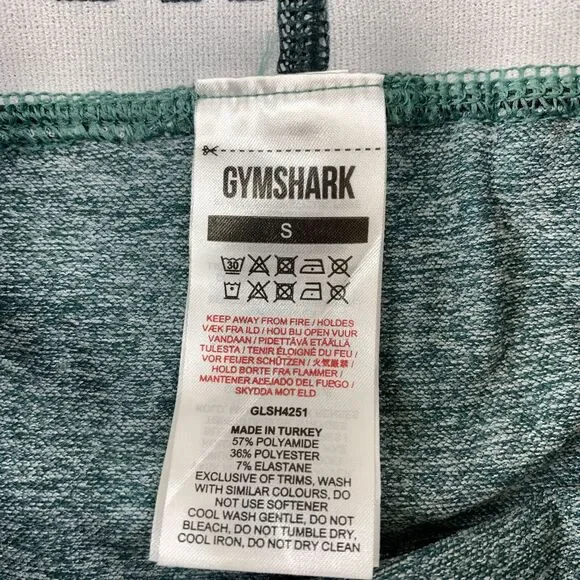 GYMSHARK
S
30
KEEP AWAY FROM FIRE / HOLDES
VÆK FRA ILD / HOU BIJ OPEN VUUR
VANDAAN / PIDETTÄVÄ ETÄÄLLÄ
TULESTA / TENIR ÉLOIGNÉ DU FEU /
VOR FEUER SCHÜTZEN / 火気厳禁 /
HOLD BORTE FRA FLAMMER /
MANTENER ALEJADO DEL FUEGO /
SKYDDA MOT ELD
GLSH4251
MADE IN TURKEY
57% POLYAMIDE
36% POLYESTER
7% ELASTANE
EXCLUSIVE OF TRIMS, WASH
WITH SIMILAR COLOURS, DO
NOT USE SOFTENER
COOL WASH GENTLE, DO NOT
BLEACH, DO NOT TUMBLE DRY,
COOL IRON, DO NOT DRY CLEAN